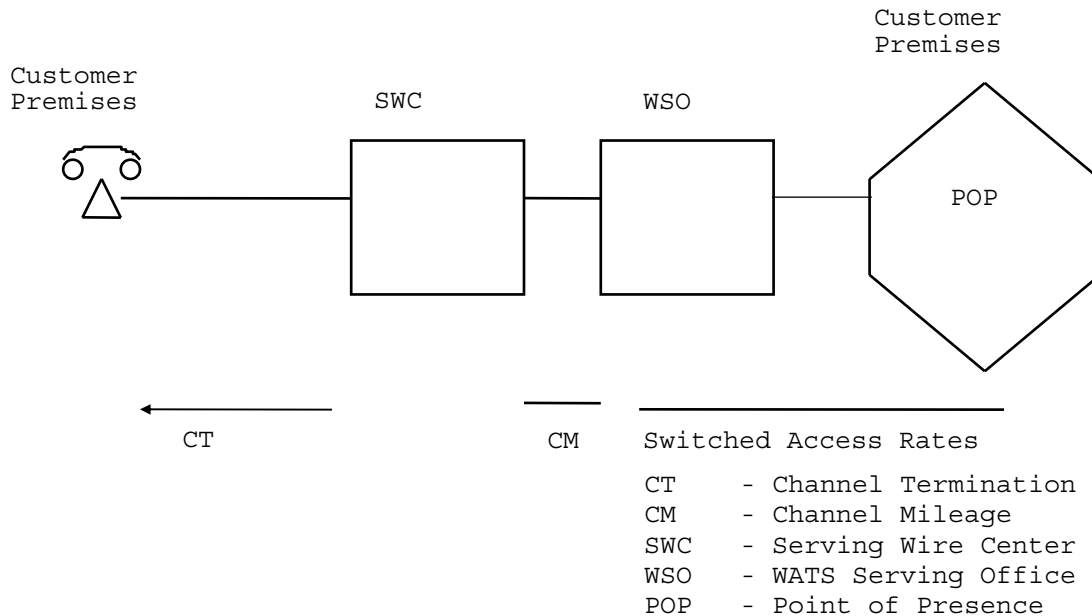 Customer
Premises
Customer
Premises
SWC
WSO
POP
CT
CM
Switched Access Rates
CT - Channel Termination
CM - Channel Mileage
SWC - Serving Wire Center
WSO - WATS Serving Office
POP - Point of Presence